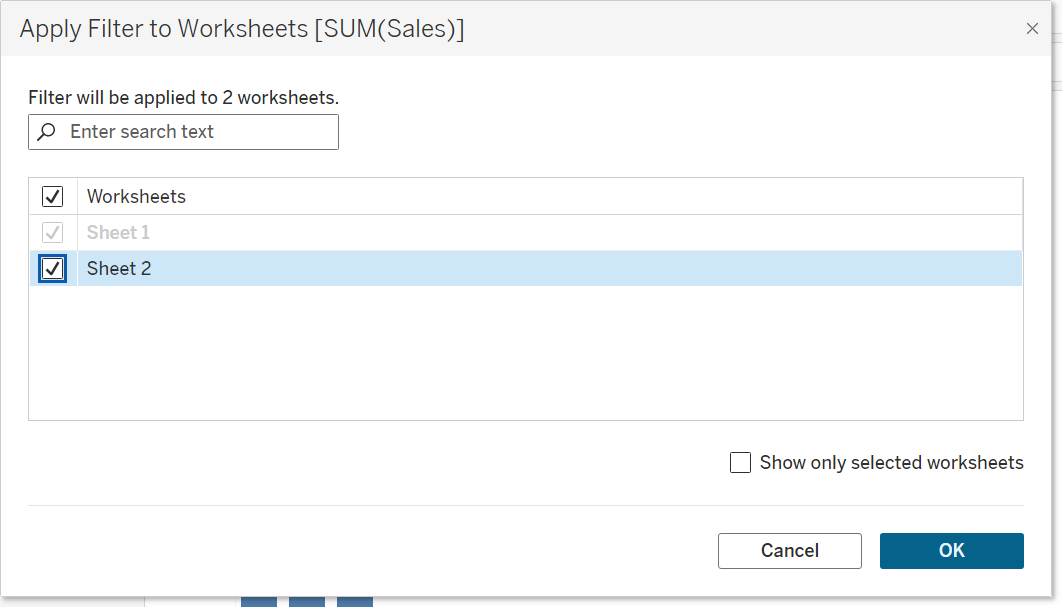 Apply Filter to Worksheets [SUM(Sales)]
Filter will be applied to 2 worksheets.
Enter search text
Worksheets
Sheet 1
Sheet 2
Show only selected worksheets
Cancel
OK